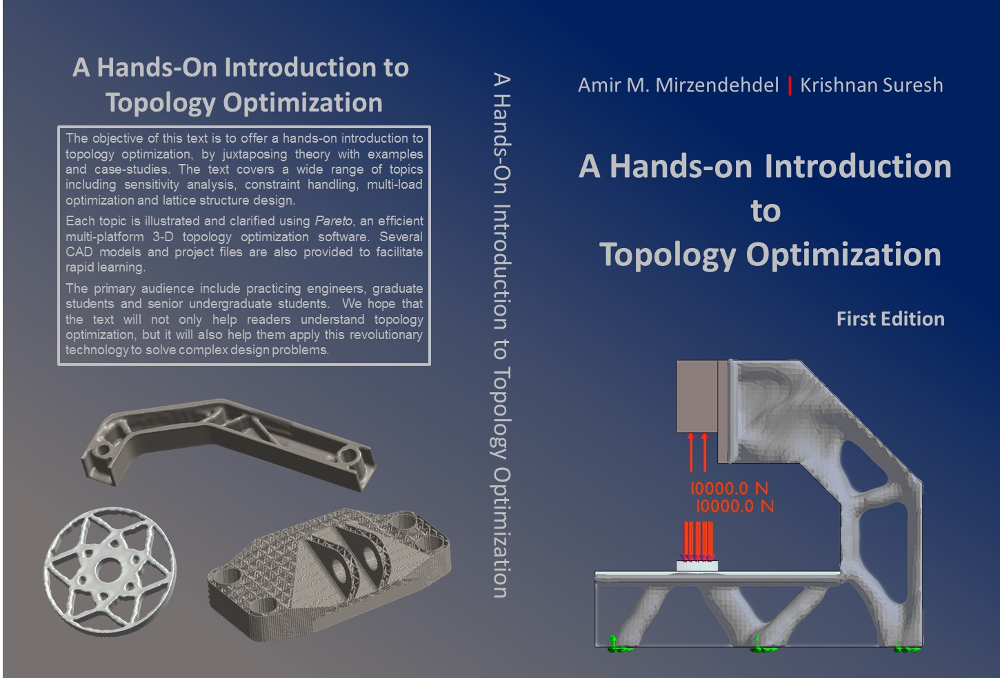 A Hands-On Introduction to
Topology Optimization
The objective of this text is to offer a hands-on introduction to
topology optimization, by juxtaposing theory with examples
and case-studies. The text covers a wide range of topics
including sensitivity analysis, constraint handling, multi-load
optimization and lattice structure design.
Each topic is illustrated and clarified using Pareto, an efficient
multi-platform 3-D topology optimization software. Several
CAD models and project files are also provided to facilitate
rapid learning.
The primary audience include practicing engineers, graduate
students and senior undergraduate students. We hope that
the text will not only help readers understand topology
optimization, but it will also help them apply this revolutionary
technology to solve complex design problems.
A Hands-On Introduction to Topology Optimization
Amir M. Mirzendehdel | Krishnan Suresh
A Hands-on Introduction
to
Topology Optimization
First Edition
10000.0 N
10000.0 N